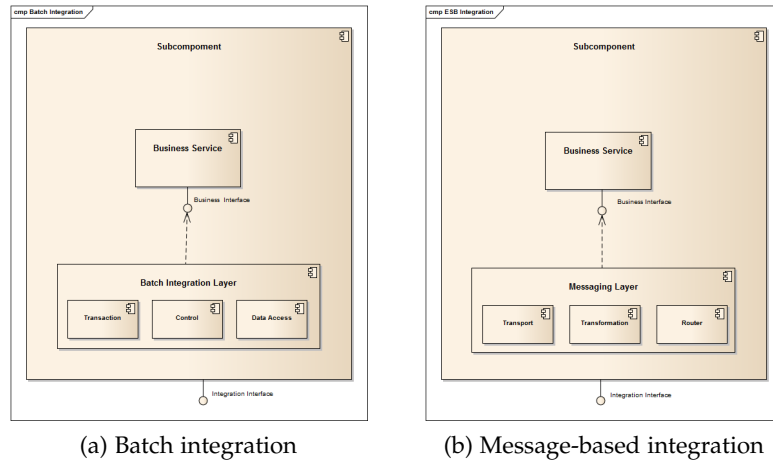 cmp Batch Integration
Subcompoment
Business Service
Business Interface
Batch Integration Layer
Transaction
Control
Data Access
Integration Interface
(a) Batch integration
cmp ESB Integration
Subcomponent
Business Service
Business Interface
Messaging Layer
Transport
Transformation
Router
Integration Interface
(b) Message-based integration